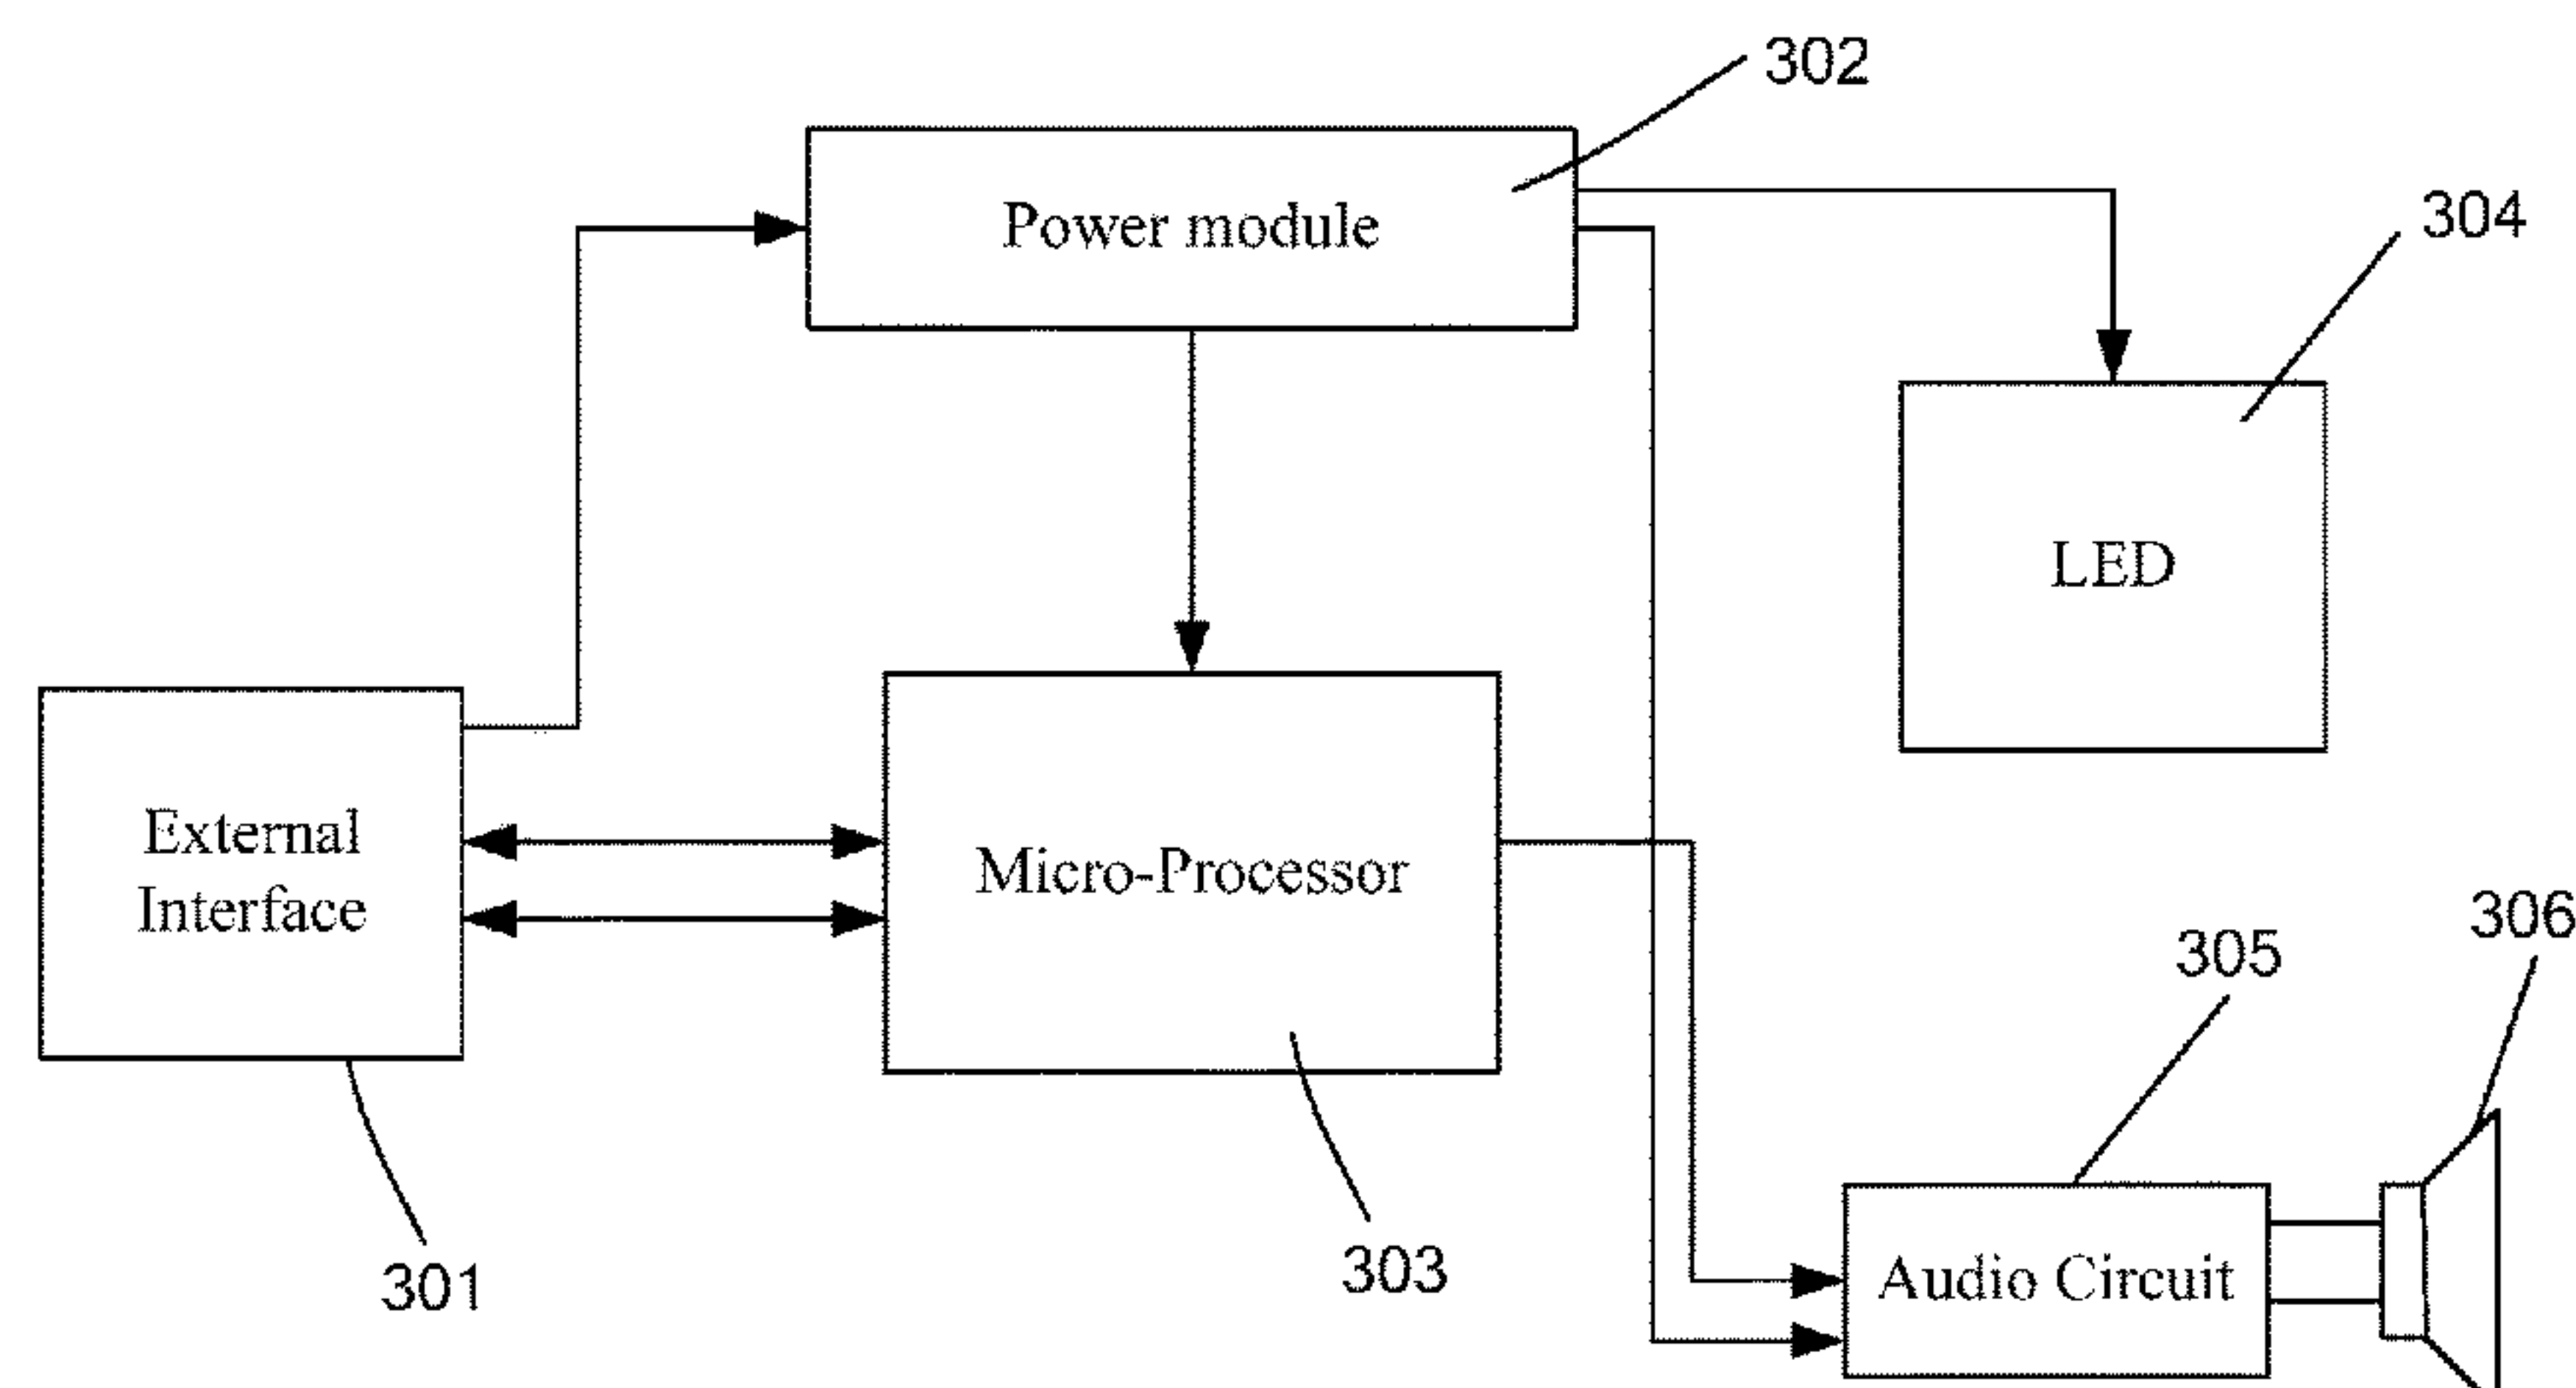 302
Power module
304
LED
External
Interface
Micro-Processor
306
305
303
301
Audio Circuit